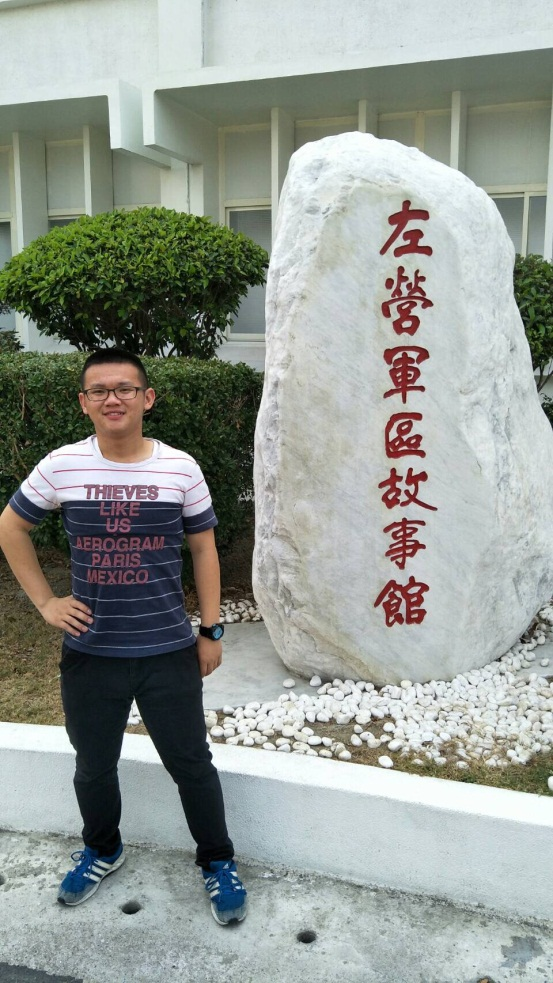 左營軍區故事館
THIEVES
LIKE
US
AEROGRAM
PARIS
MEXICO